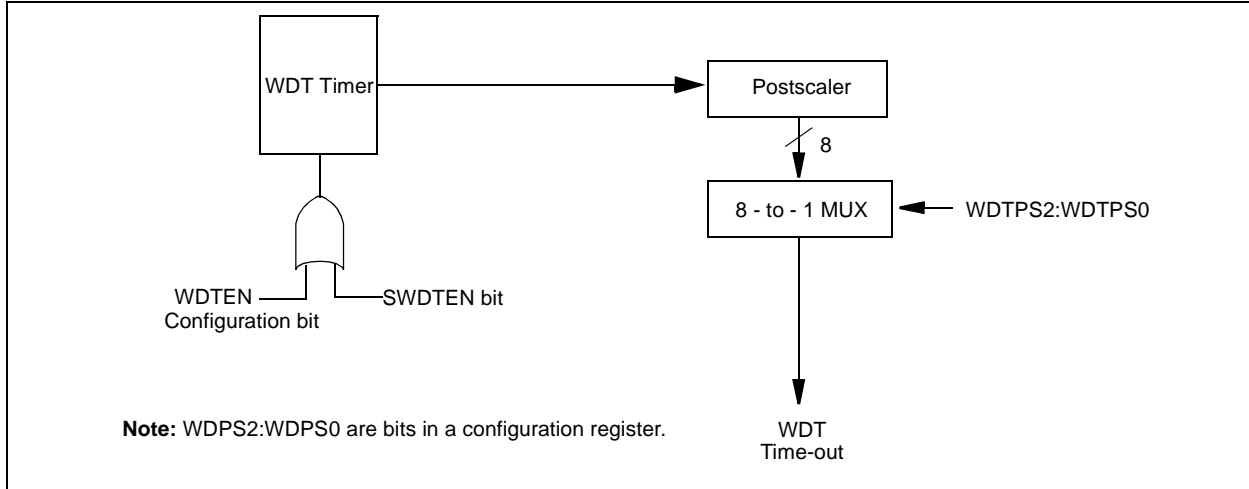 WDT Timer
Postscaler
8
8 - to - 1 MUX
WDTPS2:WDTPS0
WDTEN
Configuration bit
SWDTEN bit
Note: WDPS2:WDPS0 are bits in a configuration register.
WDT
Time-out